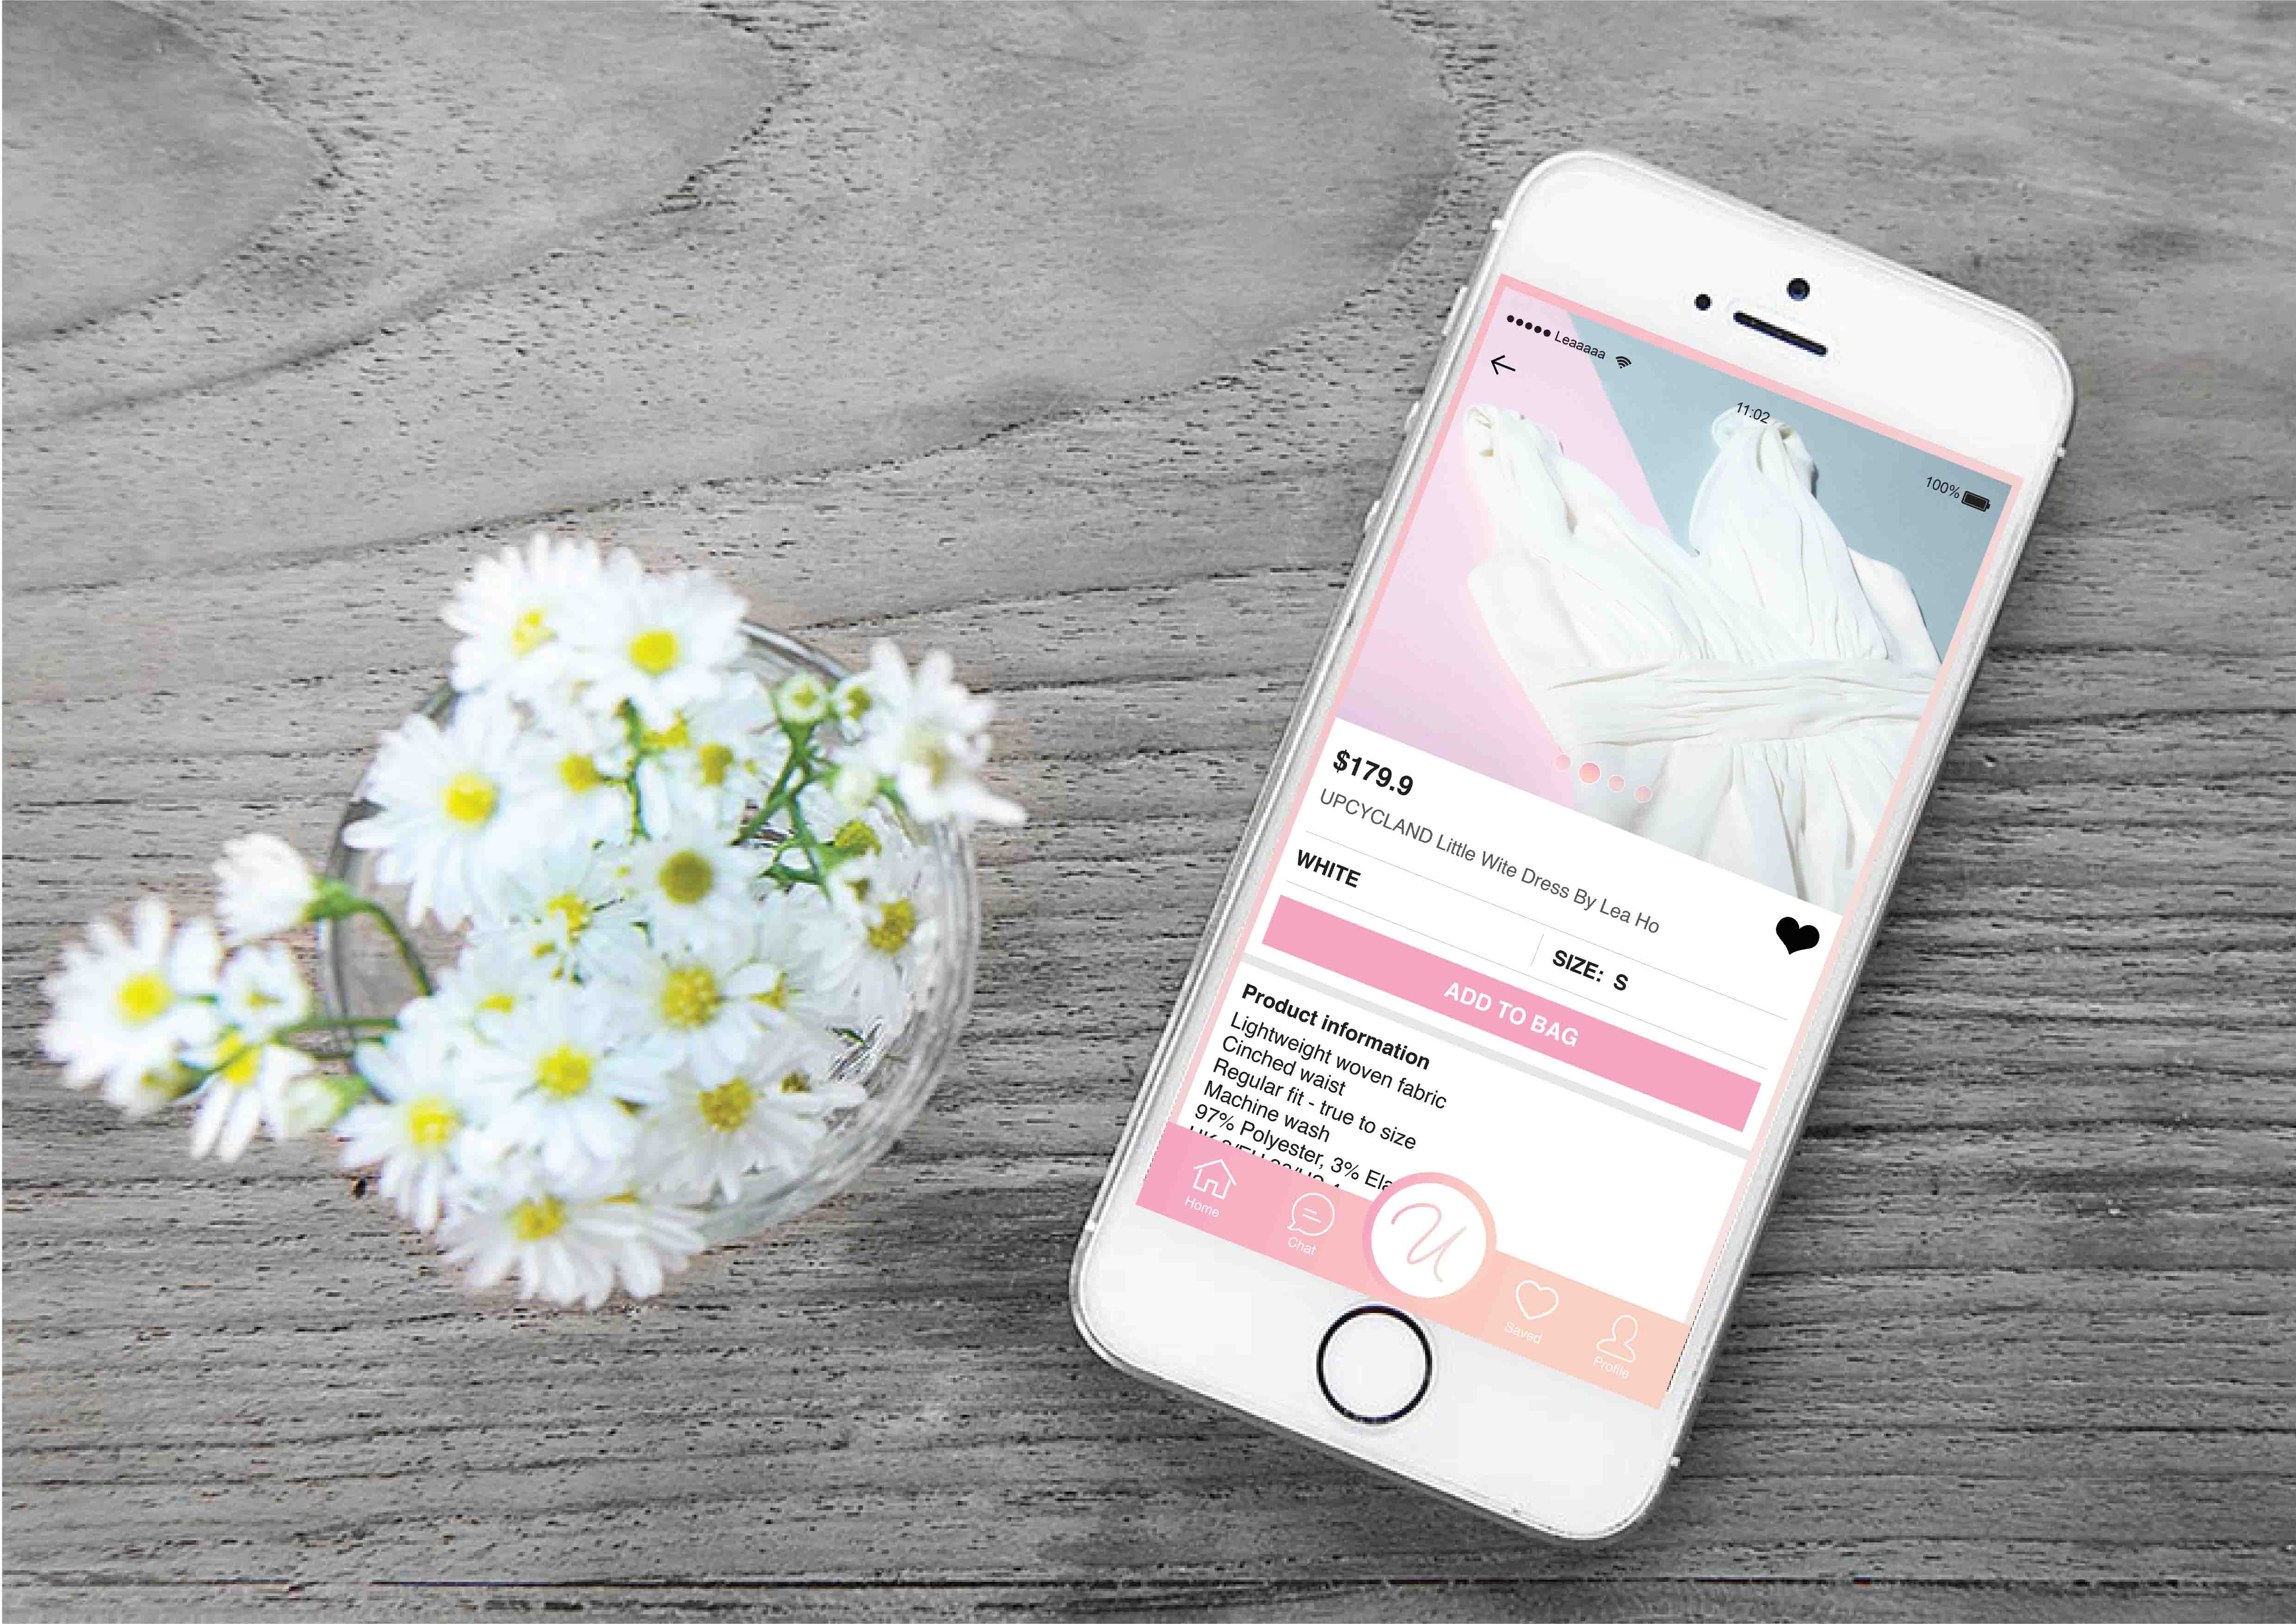 Leaaaaa
11:02
100%
$179.9
UPCYCLAND Little Wite Dress By Lea Ho
WHITE
SIZE: S
ADD TO BAG
Product information
Lightweight woven fabric
Cinched waist
Regular fit - true to size
Machine wash
97% Polyester, 3% Ela
Home
Chat
U
Saved
Profile